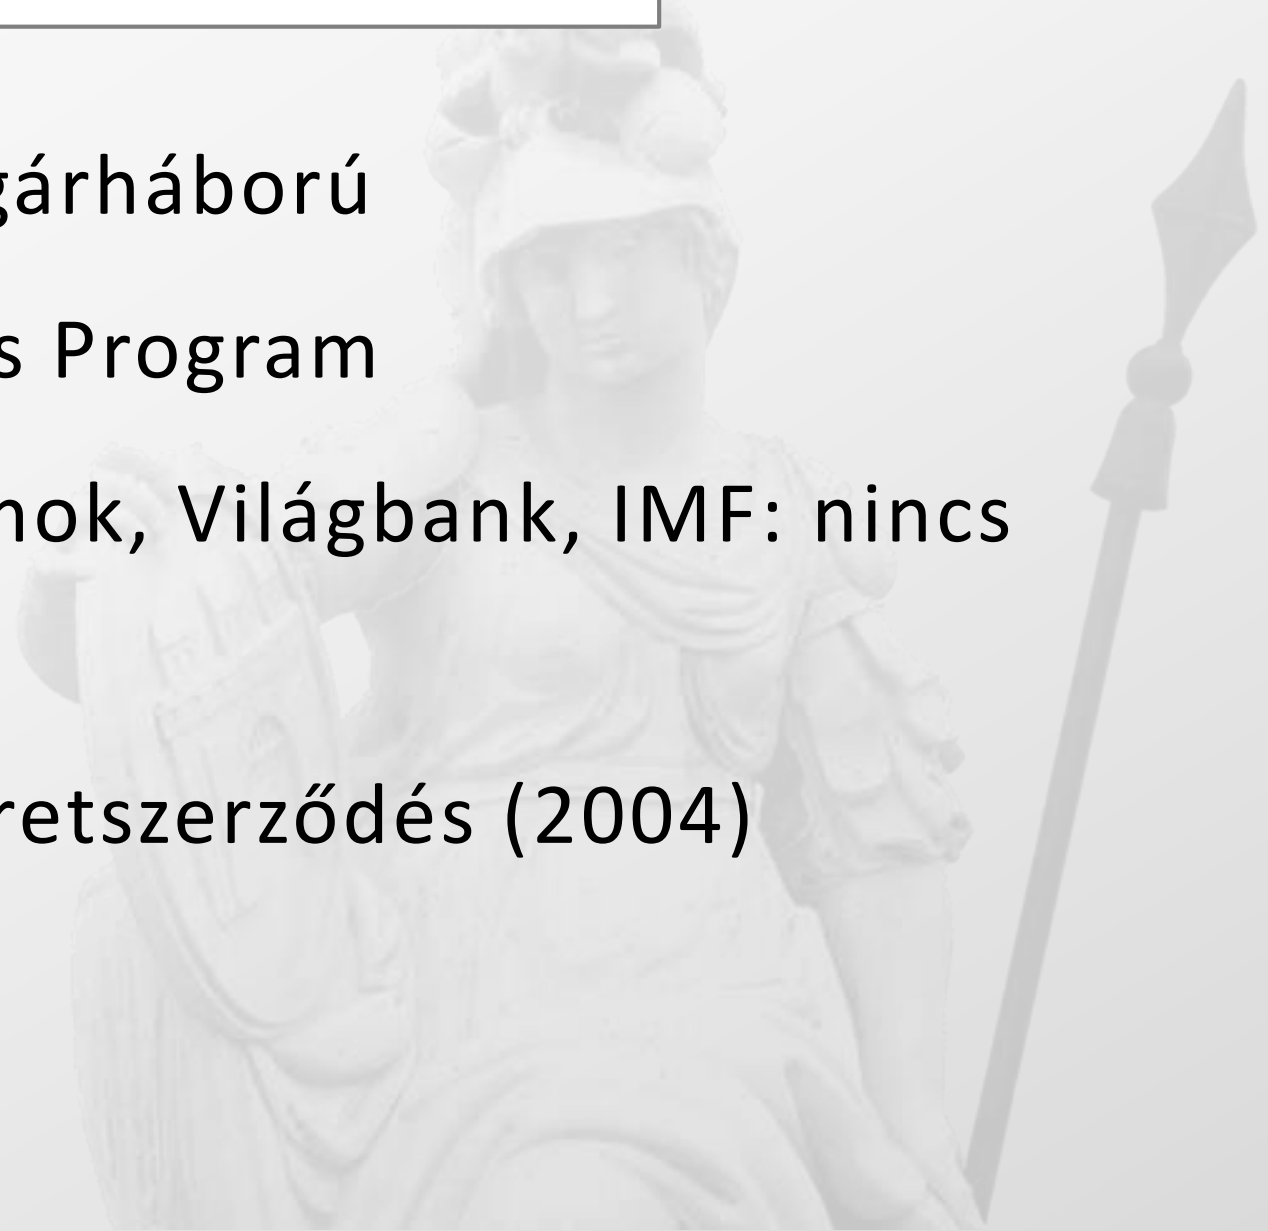 gárháború
s Program
nok, Világbank, IMF: nincs
retszerződés (2004)